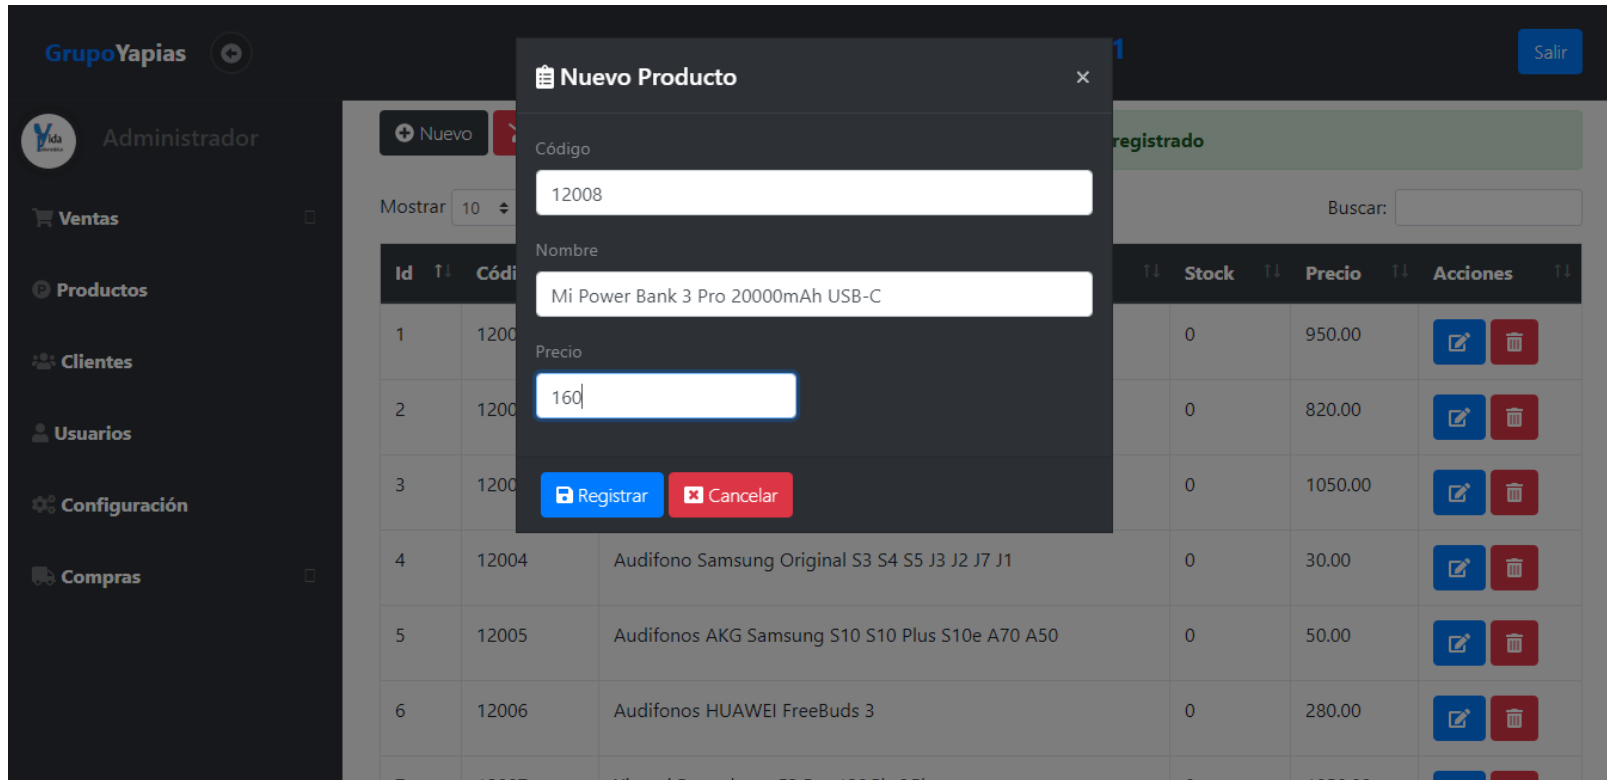 GrupoYapias
1
Salir
Nuevo Producto
×
Administrador
Nuevo
registrado
Código
12008
Mostrar 10
Buscar:
Ventas
Nombre
Mi Power Bank 3 Pro 20000mAh USB-C
Id Códi Stock Precio Acciones
Productos
1 1200 0 950.00
Precio
160
Clientes
2 1200 0 820.00
Usuarios
3 1200 0 1050.00
Registrar Cancelar
Configuración
4 12004 Audifono Samsung Original S3 S4 S5 J3 J2 J7 J1 0 30.00
Compras
5 12005 Audifonos AKG Samsung S10 S10 Plus S10e A70 A50 0 50.00
6 12006 Audifonos HUAWEI FreeBuds 3 0 280.00